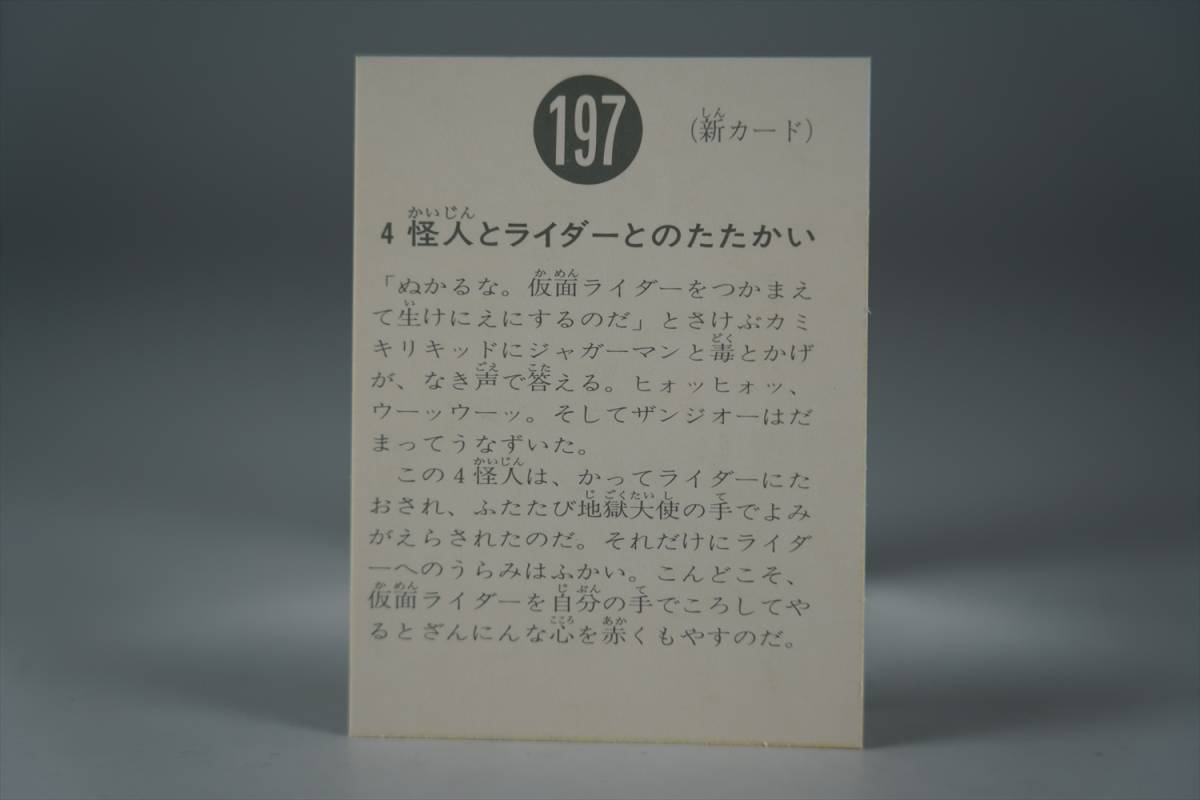 197
(新カード)
4怪人とライダーとのたたかい
「ぬかるな。仮面ライダーをつかまえ
て生けにえにするのだ」とさけぶカミ
キリキッドにジャガーマンと毒とかげ
が、なき声で答える。ヒォッヒォッ、
ウーッウーッ。そしてザンジオーはだ
まってうなずいた。
この4怪人は、かってライダーにた
おされ、ふたたび地獄大使の手でよみ
がえらされたのだ。それだけにライダ
ーへのうらみはふかい。こんどこそ、
仮面ライダーを自分の手でころしてや
るとざんにんな心を赤くもやすのだ。